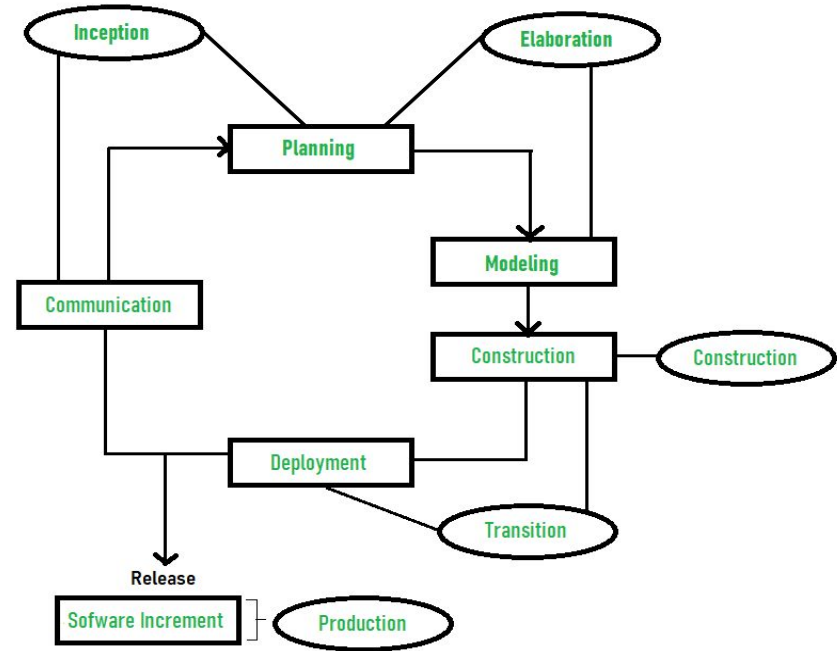 Inception
Elaboration
Planning
Modeling
Communication
Construction
Construction
Deployment
Transition
Release
Sofware Increment
Production